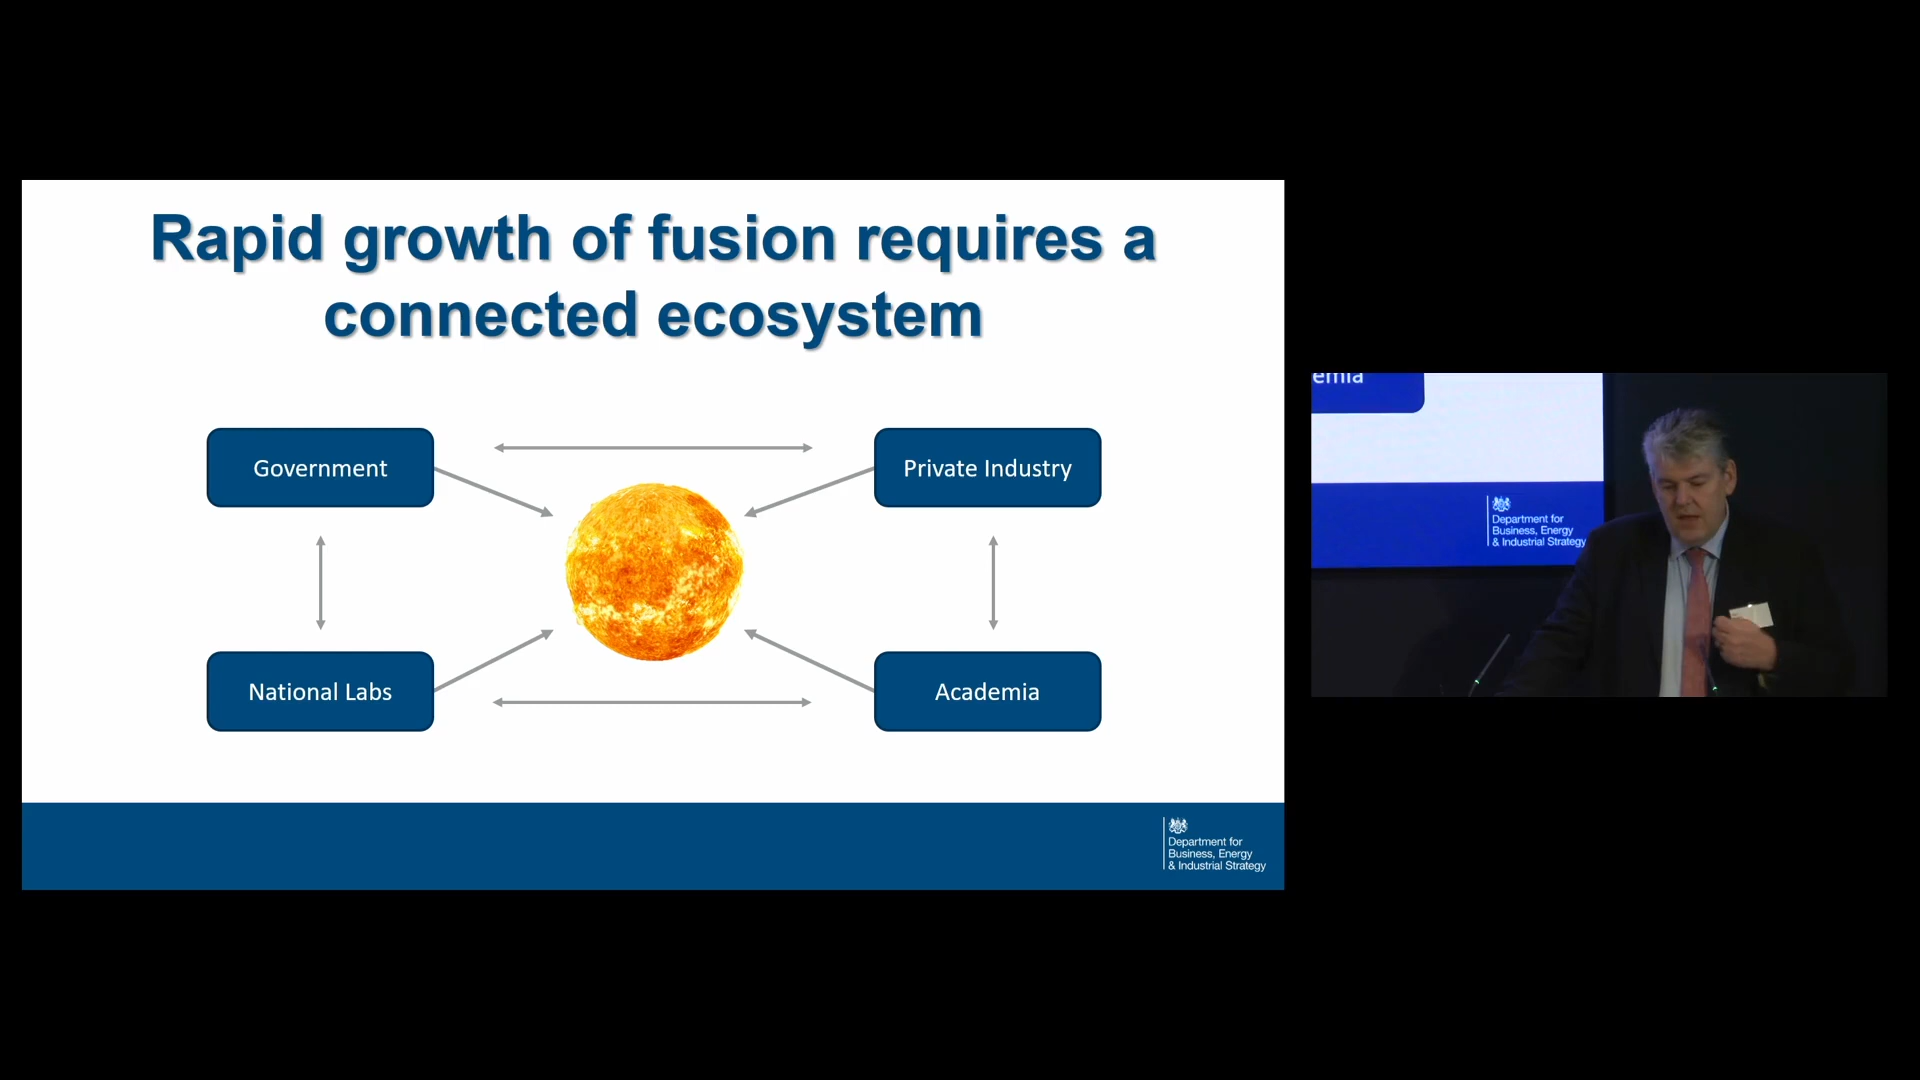 Rapid growth of fusion requires a
connected ecosystem
Government
Private Industry
National Labs
Academia
Department for
Business, Energy
& Industrial Strategy
emia
Department for
Business, Energy
& Industrial Strategy